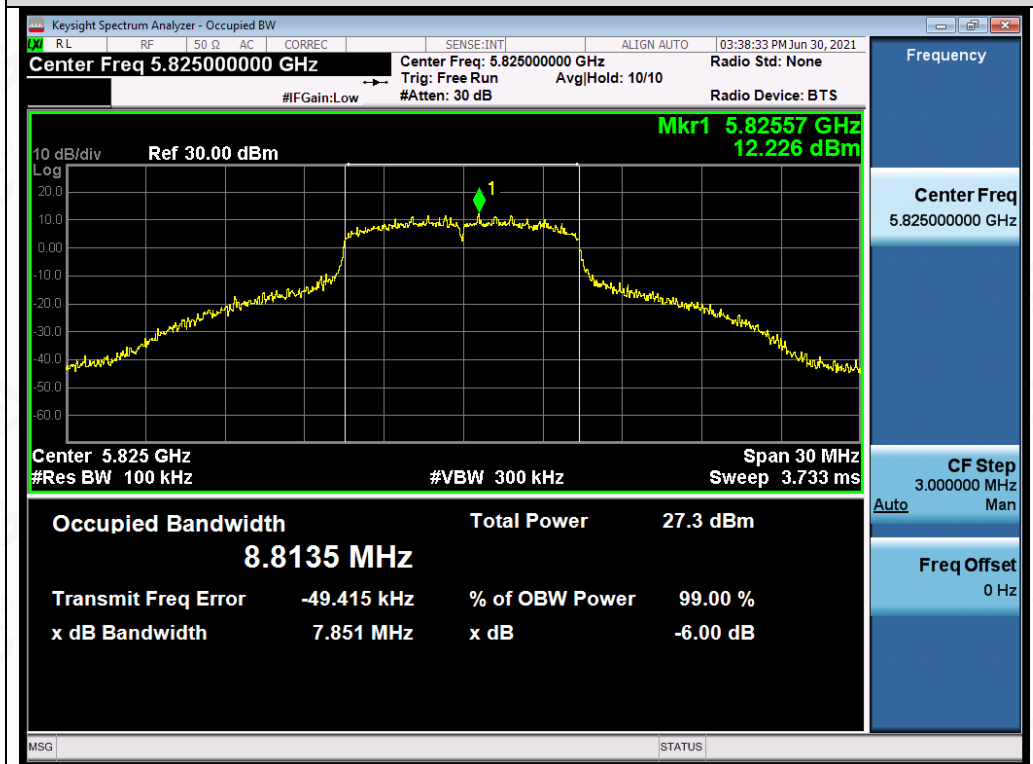 Keysight Spectrum Analyzer - Occupied BW
LXI RL RF 50 Ω AC CORREC SENSE:INT ALIGN AUTO 03:38:33 PM Jun 30, 2021
Center Freq 5.825000000 GHz
Center Freq: 5.825000000 GHz
Radio Std: None
Trig: Free Run Avg|Hold: 10/10
#IFGain:Low
#Atten: 30 dB
Radio Device: BTS
Mkr1 5.82557 GHz
12.226 dBm
10 dB/div Ref 30.00 dBm
Log
20.0
10.0
0.00
-10.0
-20.0
-30.0
-40.0
-50.0
-60.0
1
Center 5.825 GHz
Span 30 MHz
#Res BW 100 kHz #VBW 300 kHz Sweep 3.733 ms
Occupied Bandwidth
8.8135 MHz
Total Power 27.3 dBm
Transmit Freq Error -49.415 kHz % of OBW Power 99.00 %
x dB Bandwidth 7.851 MHz x dB -6.00 dB
Frequency
Center Freq
5.825000000 GHz
CF Step
3.000000 MHz
Auto Man
Freq Offset
0 Hz
MSG STATUS